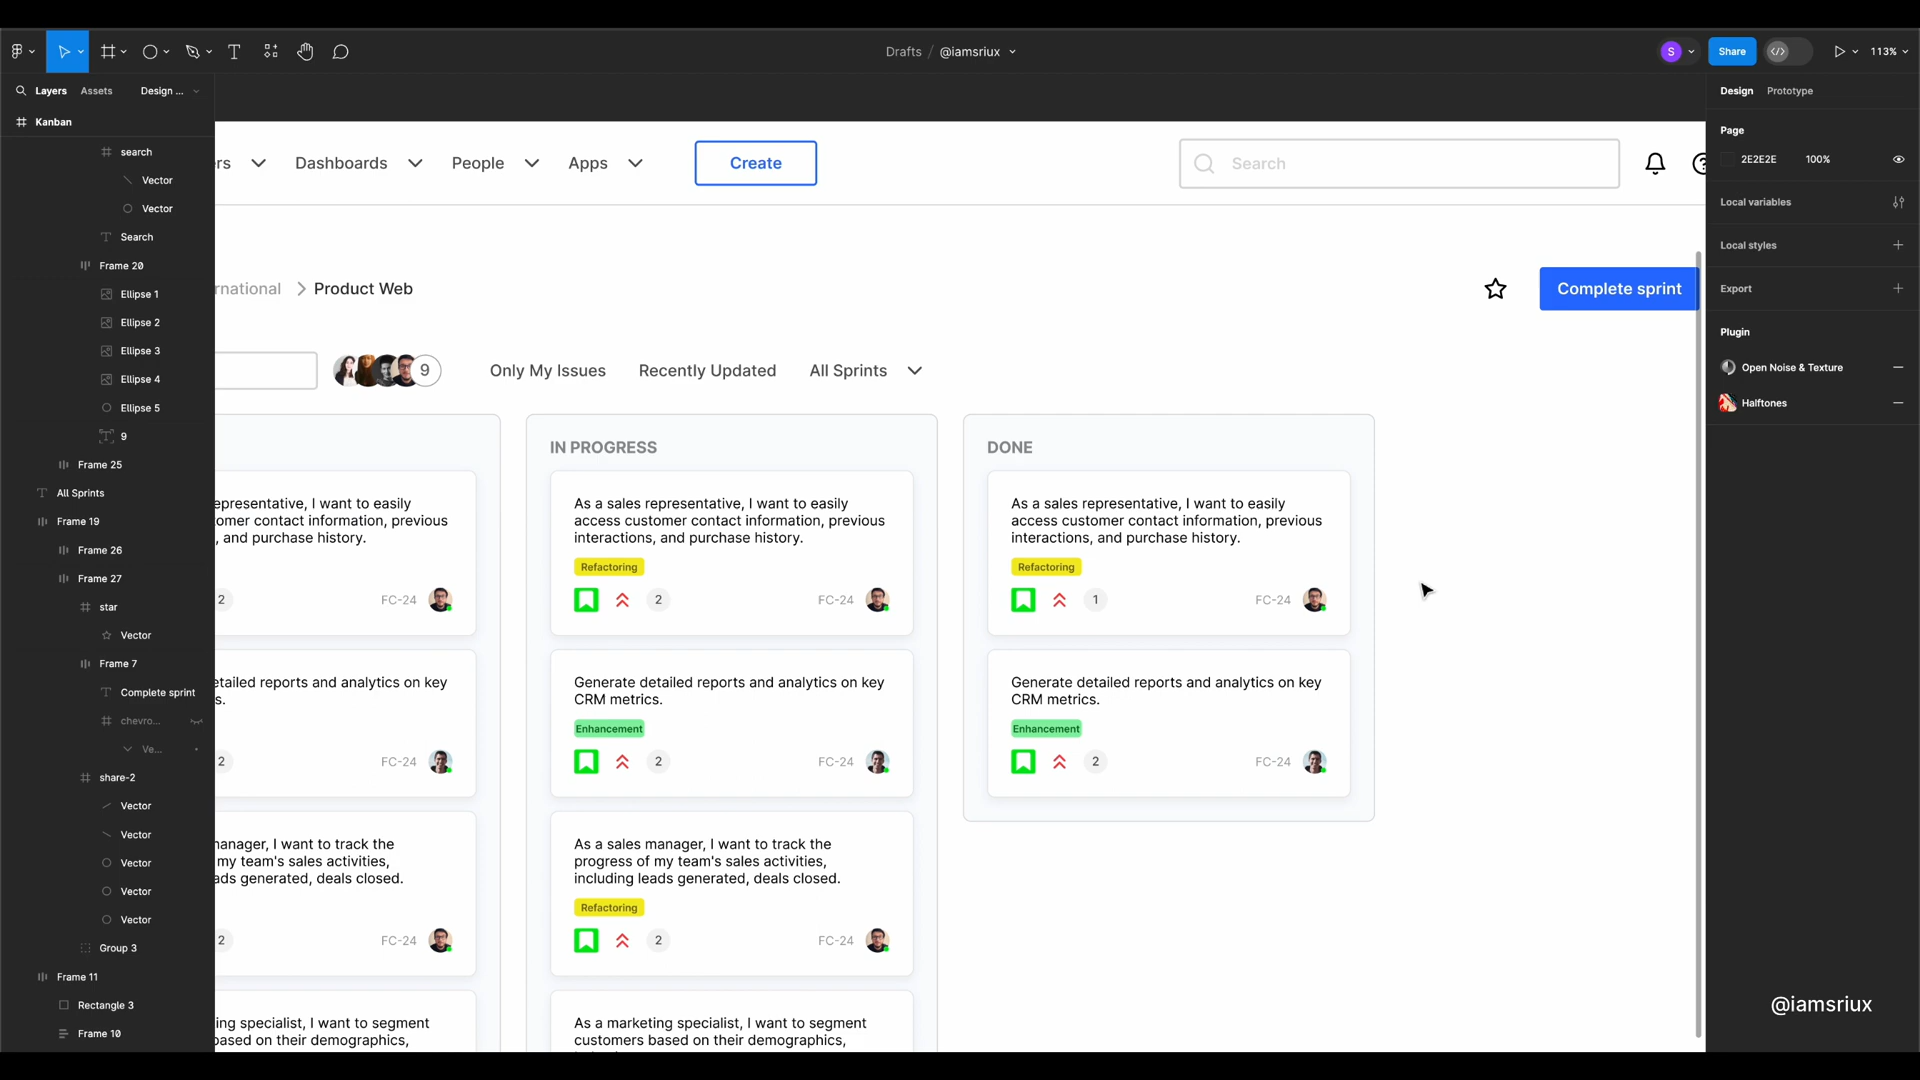 Drafts / @iamsriux
S
Share
113%
Layers
Assets
Design ...
Kanban
search
Vector
Vector
Search
Frame 20
Ellipse 1
Ellipse 2
Ellipse 3
Ellipse 4
Ellipse 5
9
Frame 25
All Sprints
Frame 19
Frame 26
Frame 27
star
Vector
Frame 7
Complete sprint
chevro...
Ve...
share-2
Vector
Vector
Vector
Vector
Vector
Group 3
Frame 11
Rectangle 3
Frame 10
rs
Dashboards
People
Apps
Create
Search
rnational
Product Web
Complete sprint
9
Only My Issues
Recently Updated
All Sprints
epresentative, I want to easily
omer contact information, previous
, and purchase history.
2
FC-24
etailed reports and analytics on key
s.
2
FC-24
nanager, I want to track the
my team's sales activities,
ads generated, deals closed.
2
FC-24
ing specialist, I want to segment
based on their demographics,
IN PROGRESS
As a sales representative, I want to easily
access customer contact information, previous
interactions, and purchase history.
Refactoring
2
FC-24
Generate detailed reports and analytics on key
CRM metrics.
Enhancement
2
FC-24
As a sales manager, I want to track the
progress of my team's sales activities,
including leads generated, deals closed.
Refactoring
2
FC-24
As a marketing specialist, I want to segment
customers based on their demographics,
DONE
As a sales representative, I want to easily
access customer contact information, previous
interactions, and purchase history.
Refactoring
1
FC-24
Generate detailed reports and analytics on key
CRM metrics.
Enhancement
2
FC-24
Design
Prototype
Page
2E2E2E
100%
Local variables
Local styles
Export
Plugin
Open Noise & Texture
Halftones
@iamsriux